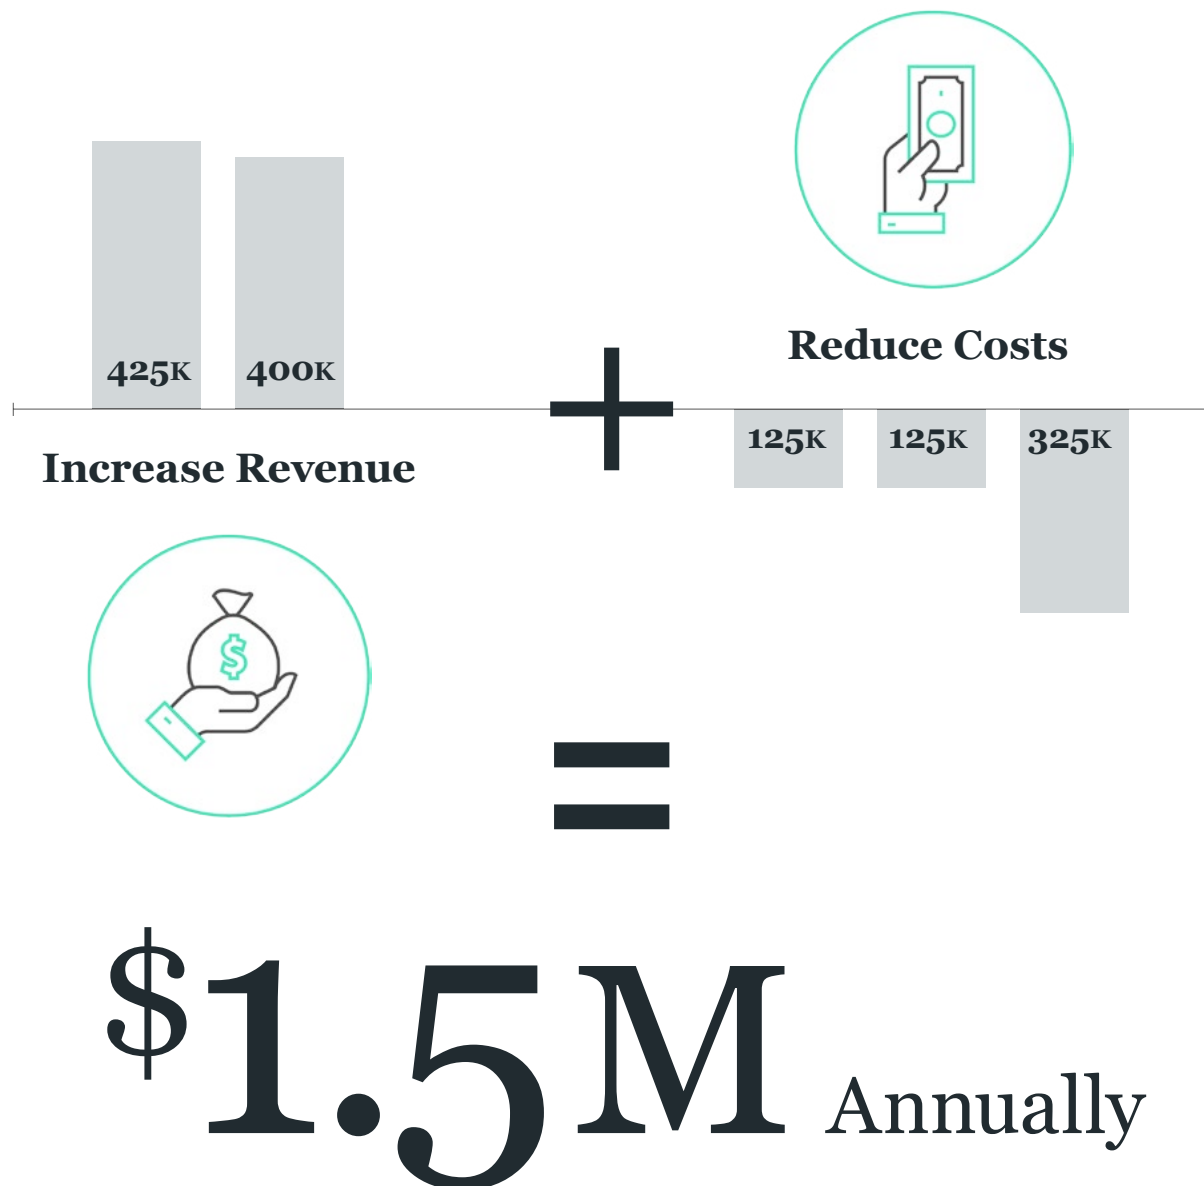 425K 400K
Increase Revenue
$
+
Reduce Costs
125K 125K 325K
=
$1.5M Annually